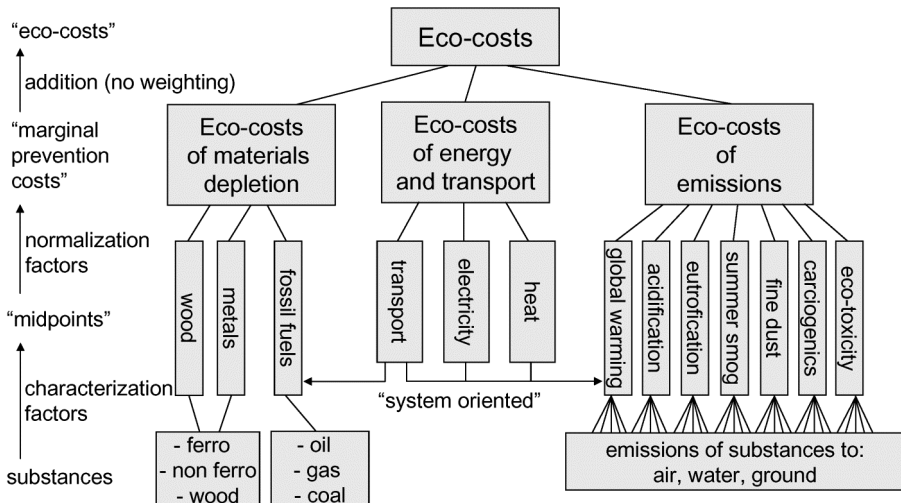 “eco-costs”
addition (no weighting)
“marginal
prevention
costs”
normalization
factors
“midpoints”
characterization
factors
substances
Eco-costs
Eco-costs
of materials
depletion
Eco-costs
of energy
and transport
Eco-costs
of
emissions
wood
metals
fossil fuels
transport
electricity
heat
global warming
acidification
eutrofication
summer smog
fine dust
carciogenics
eco-toxicity
“system oriented”
- ferro
- non ferro
- wood
- oil
- gas
- coal
emissions of substances to:
air, water, ground